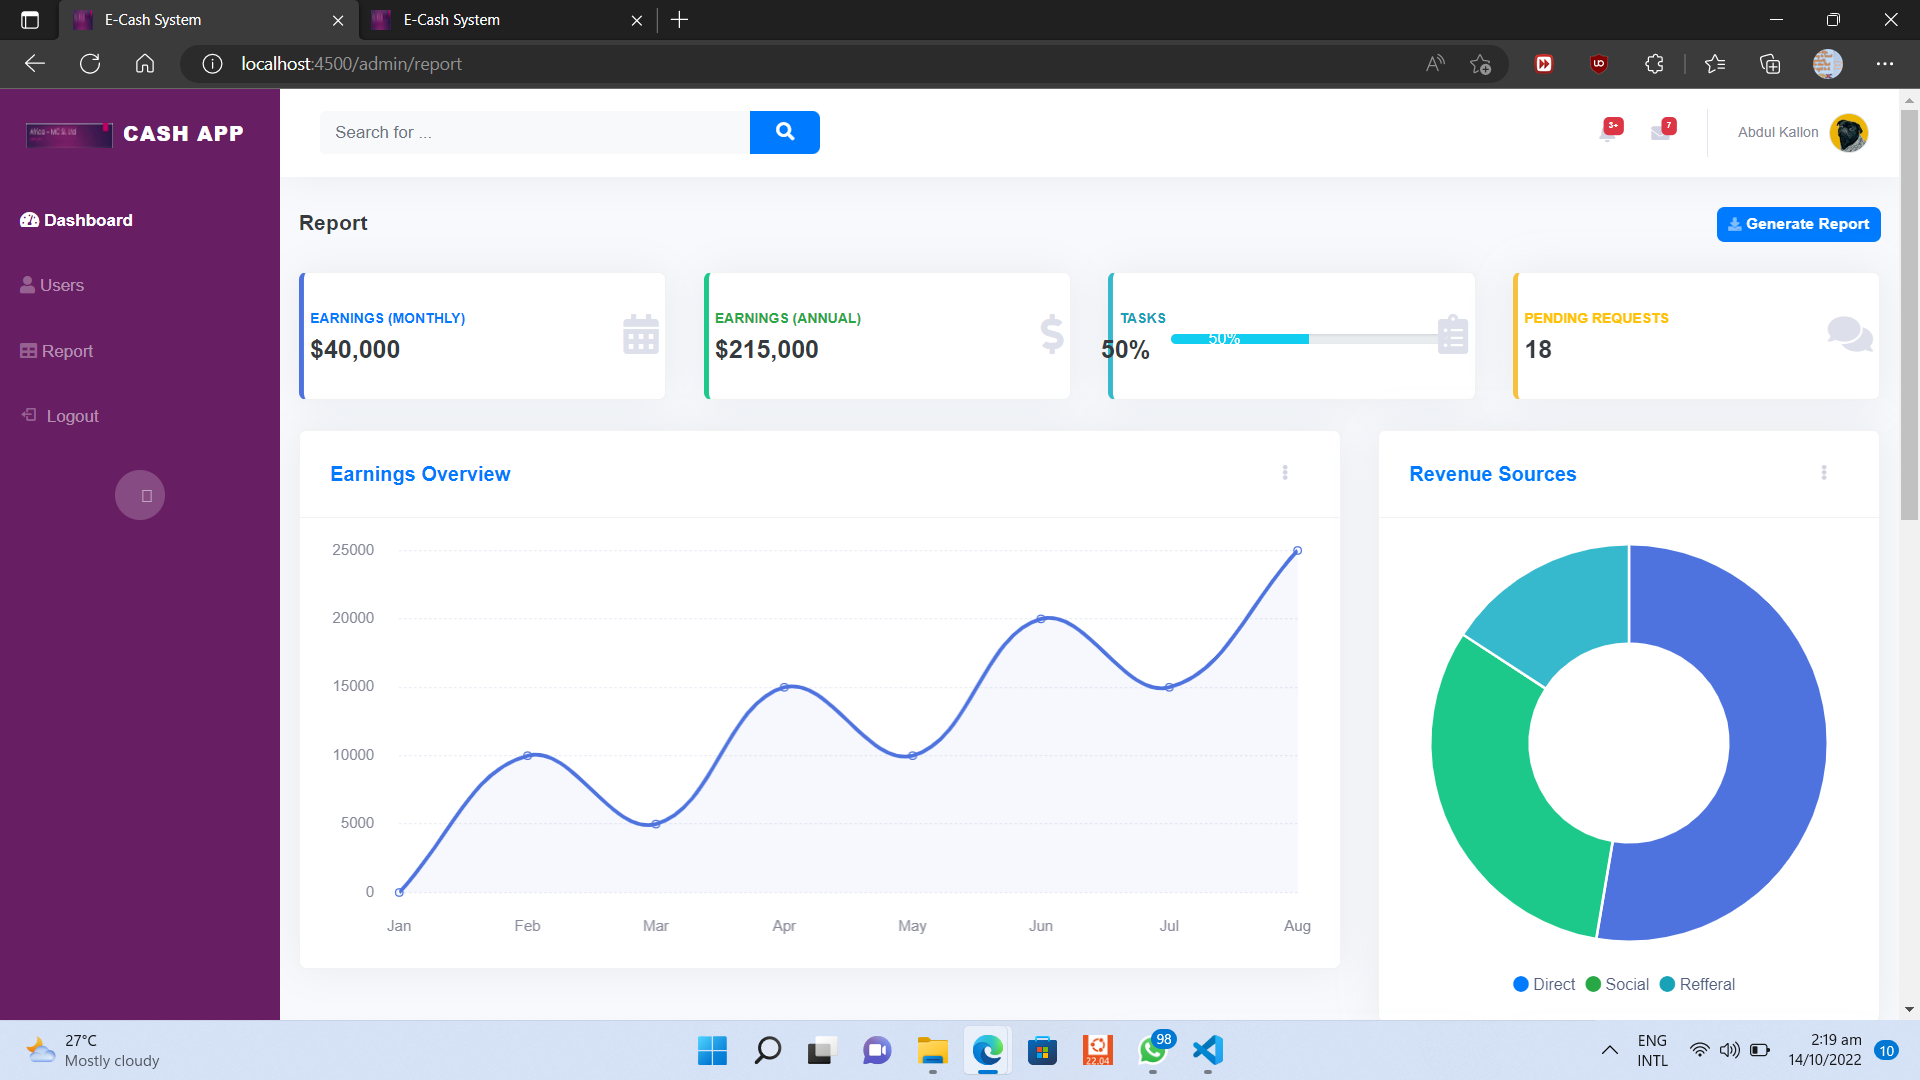 E-Cash System
E-Cash System
localhost:4500/admin/report
CASH APP
Search for ...
3+
7
Abdul Kallon
Dashboard
Users
Report
Logout
Report
Generate Report
EARNINGS (MONTHLY)
$40,000
EARNINGS (ANNUAL)
$215,000
TASKS
50%
50%
PENDING REQUESTS
18
Earnings Overview
25000
20000
15000
10000
5000
0
Jan Feb Mar Apr May Jun Jul Aug
Revenue Sources
Direct Social Refferal
27°C
Mostly cloudy
22.04
98
ENG
INTL
2:19 am
14/10/2022
10